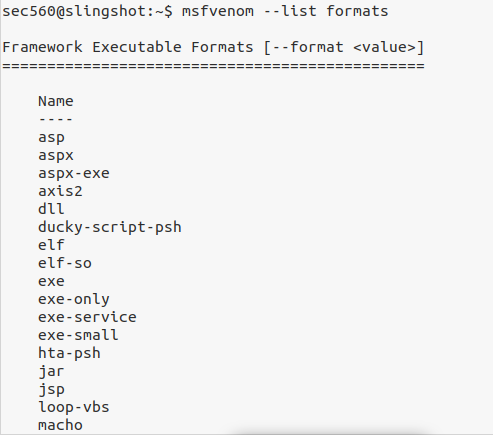 sec560@slingshot:~$ msfvenom --list formats
Framework Executable Formats [--format <value>]
===============================================
Name
----
asp
aspx
aspx-exe
axis2
dll
ducky-script-psh
elf
elf-so
exe
exe-only
exe-service
exe-small
hta-psh
jar
jsp
loop-vbs
macho